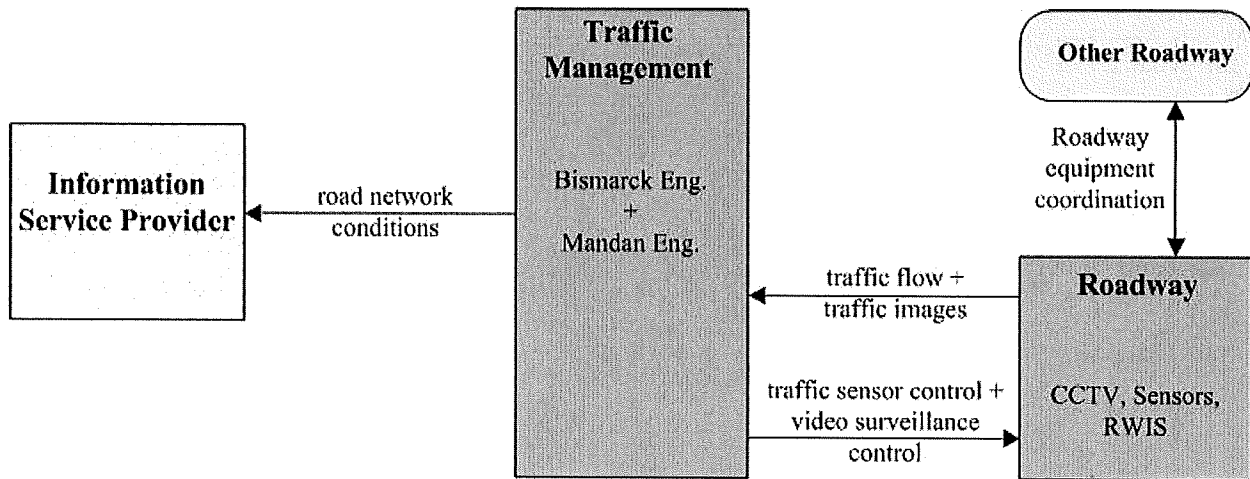 Traffic
Management
Bismarck Eng.
+
Mandan Eng.
Information
Service Provider
road network
conditions
Other Roadway
Roadway
equipment
coordination
traffic flow +
traffic images
Roadway
CCTV, Sensors,
RWIS
traffic sensor control +
video surveillance
control